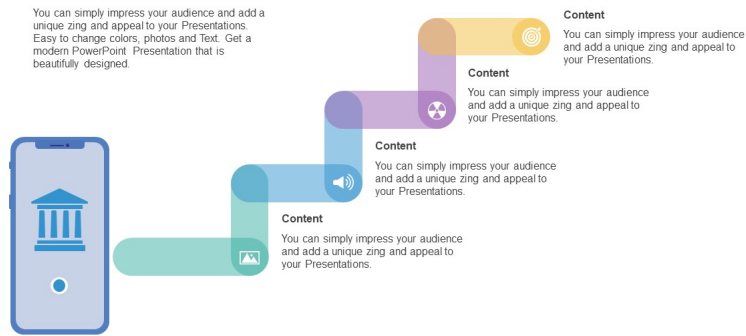 You can simply impress your audience and add a
unique zing and appeal to your Presentations.
Easy to change colors, photos and Text. Get a
modern PowerPoint Presentation that is
beautifully designed.
Content
You can simply impress your audience
and add a unique zing and appeal to
your Presentations.
Content
You can simply impress your audience
and add a unique zing and appeal to
your Presentations.
Content
You can simply impress your audience
and add a unique zing and appeal to
your Presentations.
Content
You can simply impress your audience
and add a unique zing and appeal to
your Presentations.